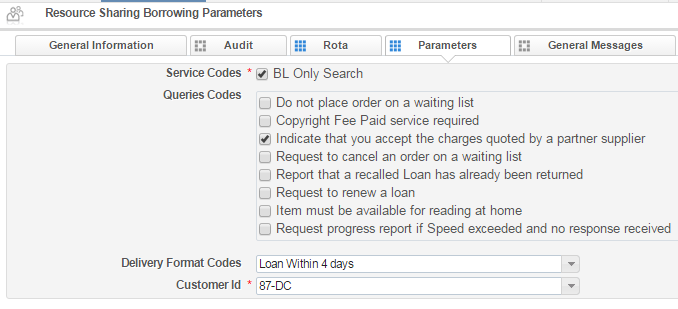 Resource Sharing Borrowing Parameters
General Information Audit Rota Parameters General Messages
Service Codes * BL Only Search
Queries Codes
Do not place order on a waiting list
Copyright Fee Paid service required
Indicate that you accept the charges quoted by a partner supplier
Request to cancel an order on a waiting list
Report that a recalled Loan has already been returned
Request to renew a loan
Item must be available for reading at home
Request progress report if Speed exceeded and no response received
Delivery Format Codes Loan Within 4 days
Customer Id * 87-DC